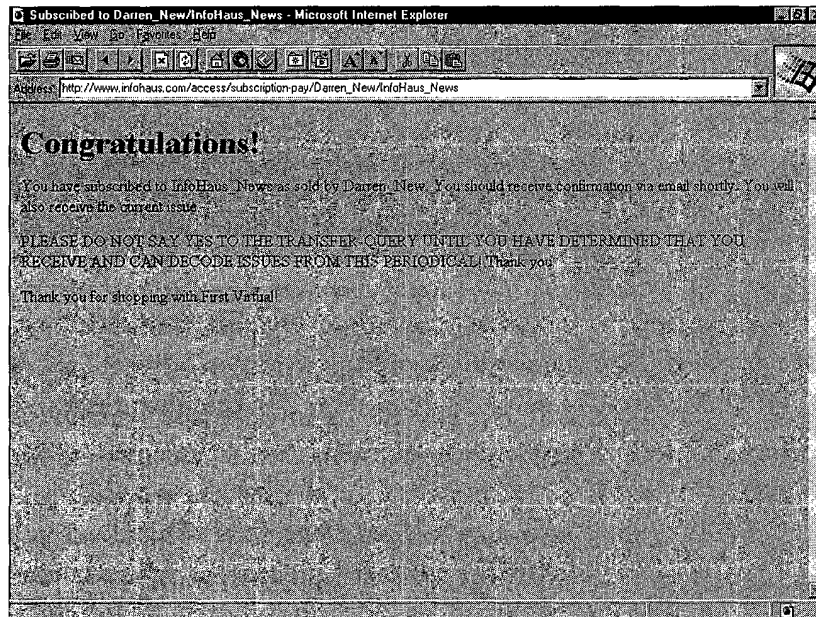 Subscribed to Darren_New/InfoHaus_News - Microsoft Internet Explorer
File Edit View Go Favorites Help
Address: http://www.infohaus.com/access/subscription-pay/Darren_New/InfoHaus_News
Congratulations!
You have subscribed to InfoHaus_News as sold by Darren_New. You should receive confirmation via email shortly. You will
also receive the current issue.
PLEASE DO NOT SAY YES TO THE TRANSFER-QUERY UNTIL YOU HAVE DETERMINED THAT YOU
RECEIVE AND CAN DECODE ISSUES FROM THIS PERIODICAL! Thank you.
Thank you for shopping with First Virtual!